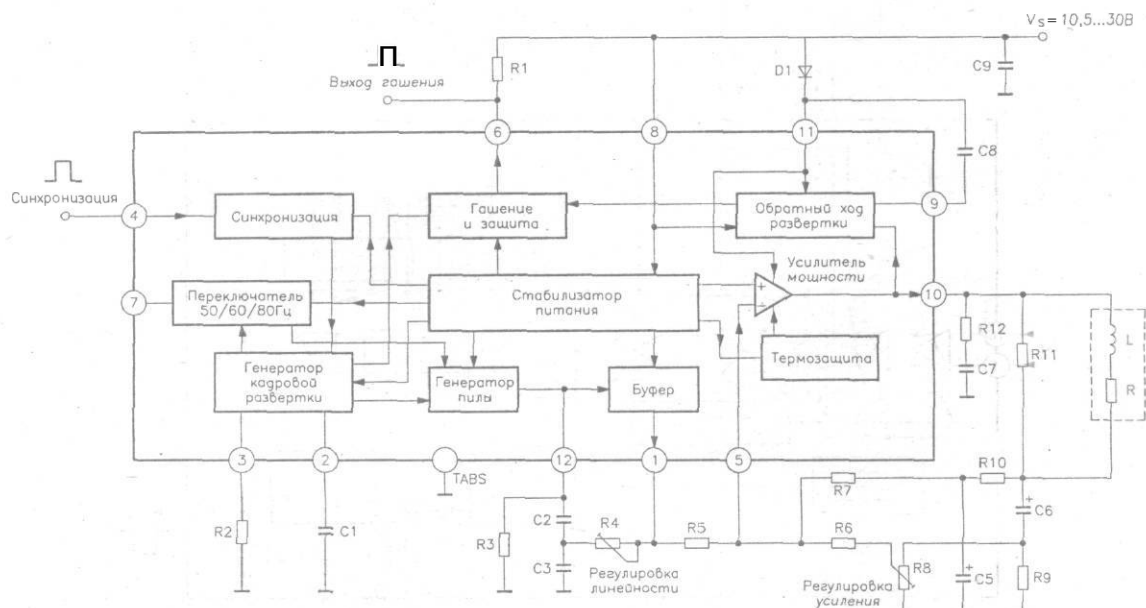 Vs = 10,5...30В
П
Выход гашения
R1
D1
C9
6
8
11
C8
Синхронизация
4
Синхронизация
Гашение и защита
Обратный ход развертки
9
7
Переключатель 50/60/80Гц
Стабилизатор питания
Усилитель мощности
+
−
10
R12
C7
R11
L
R
Термозащита
Генератор кадровой развертки
Генератор пилы
Буфер
3
2
TABS
12
1
5
R2
C1
R3
C2
C3
R4
Регулировка линейности
R5
R7
R10
R6
R8
Регулировка усиления
C5
C6
R9